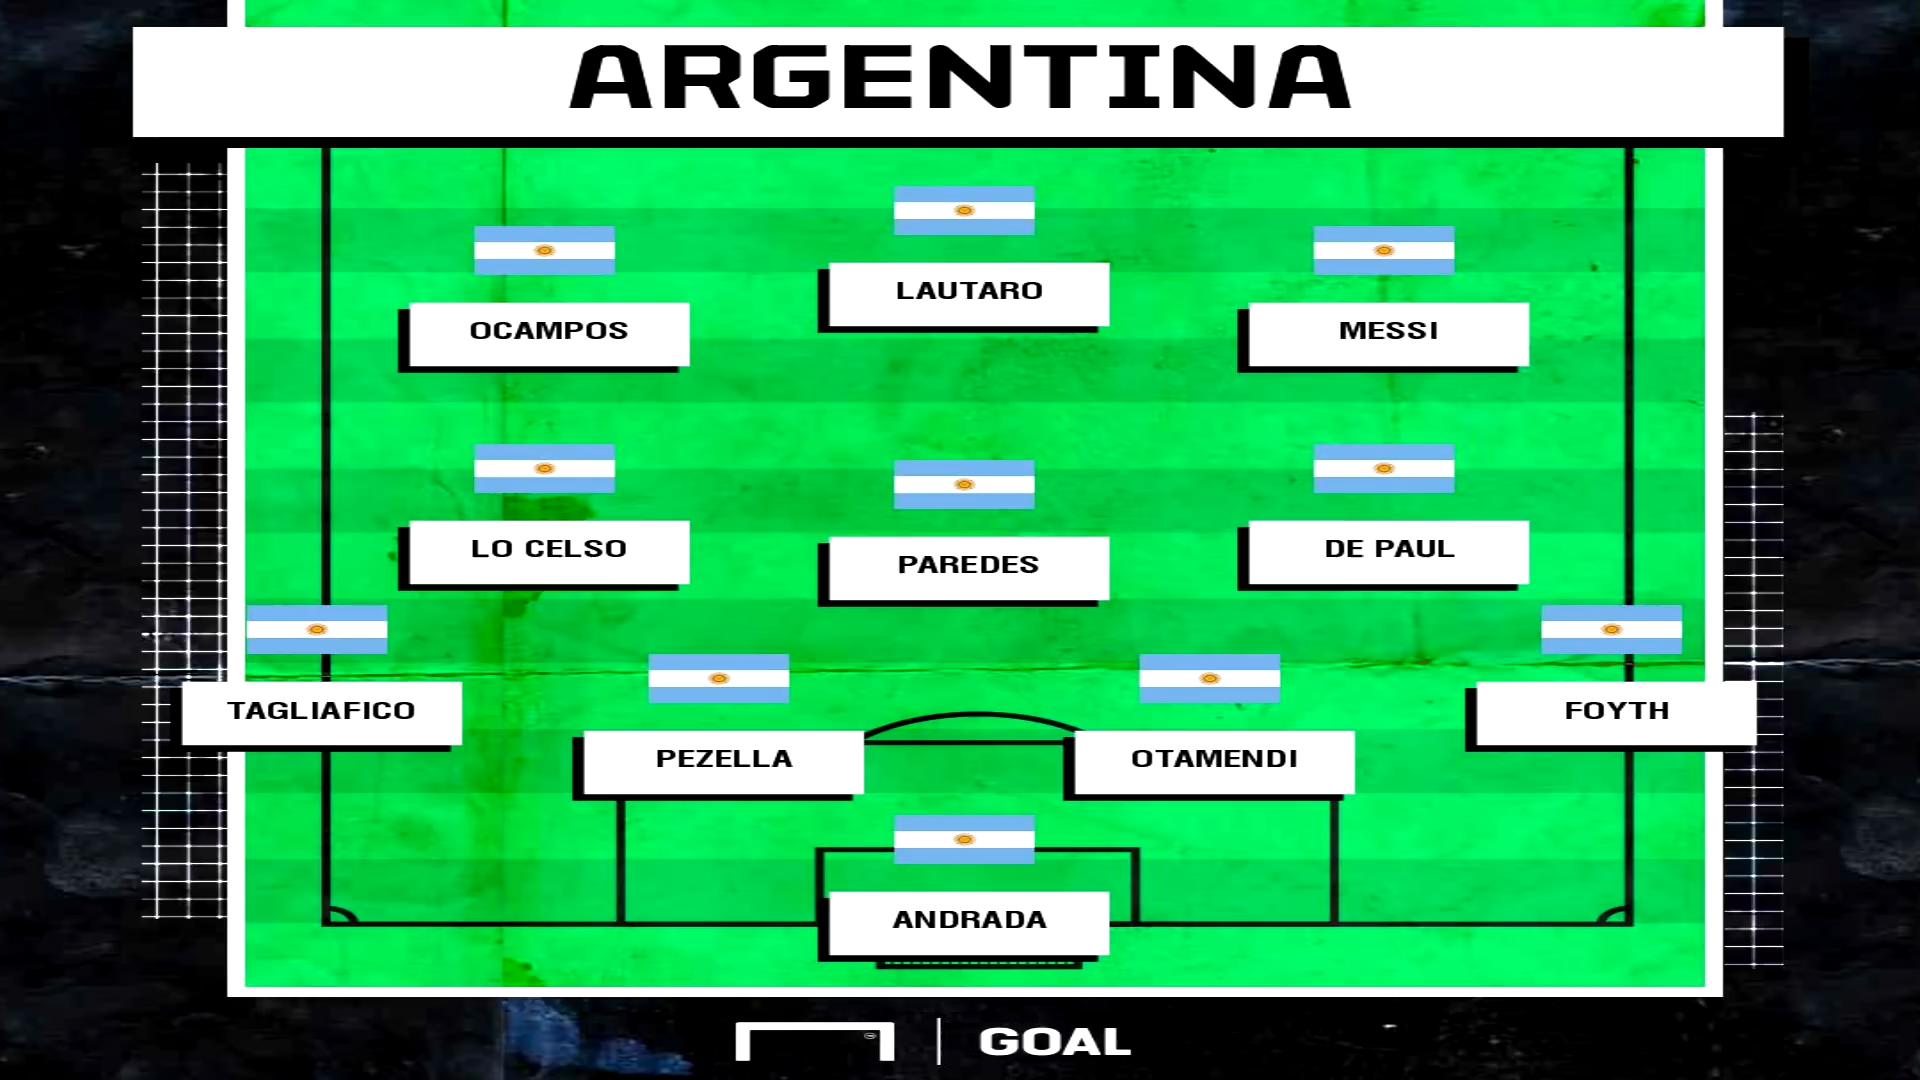 ARGENTINA
LAUTARO
OCAMPOS
MESSI
LO CELSO
PAREDES
DE PAUL
TAGLIAFICO
FOYTH
PEZELLA
OTAMENDI
ANDRADA
GOAL